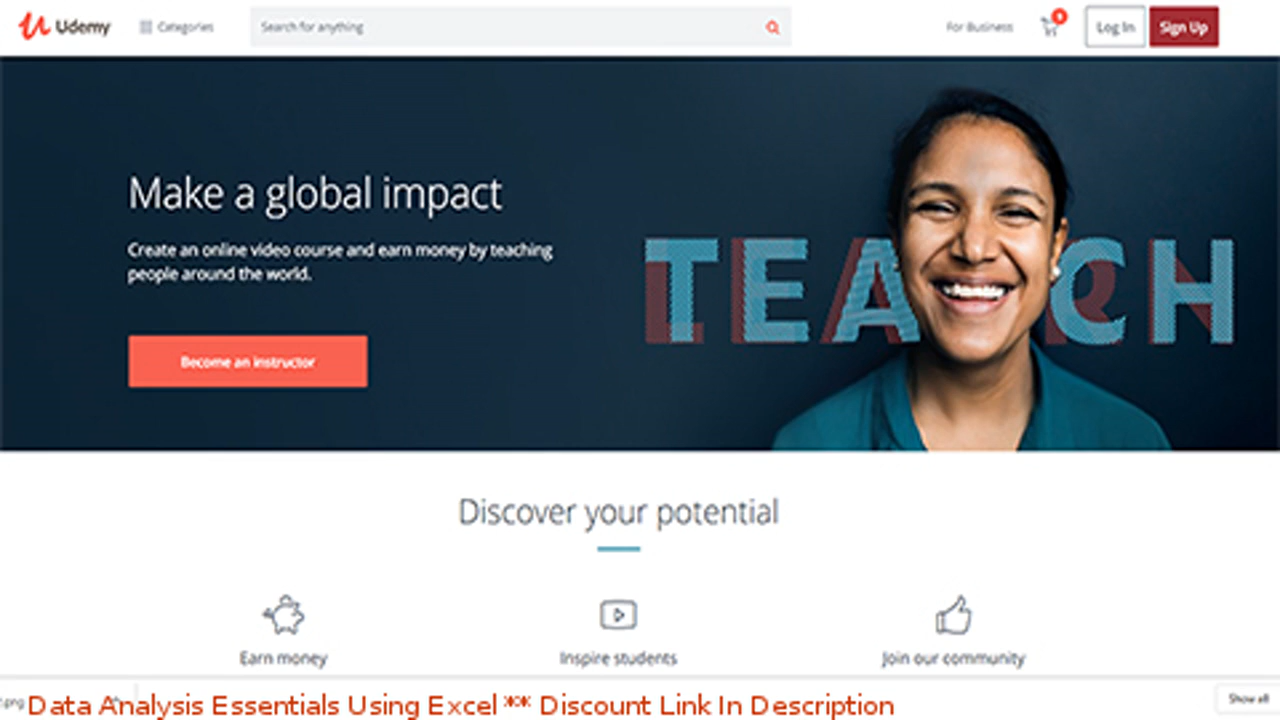 Udemy Categories Search for anything For Business Log In Sign Up
Make a global impact
Create an online video course and earn money by teaching
people around the world.
TEACH
Become an instructor
Discover your potential
Earn money Inspire students Join our community
Data Analysis Essentials Using Excel ** Discount Link In Description
Show all